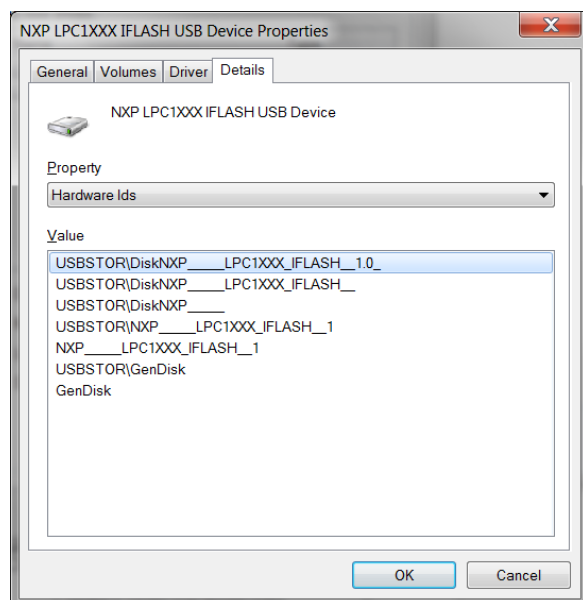 NXP LPC1XXX IFLASH USB Device Properties
General Volumes Driver Details
NXP LPC1XXX IFLASH USB Device
Property
Hardware Ids
Value
USBSTOR\DiskNXP_____LPC1XXX_IFLASH__1.0_
USBSTOR\DiskNXP_____LPC1XXX_IFLASH__
USBSTOR\DiskNXP_____
USBSTOR\NXP_____LPC1XXX_IFLASH__1
NXP_____LPC1XXX_IFLASH__1
USBSTOR\GenDisk
GenDisk
OK Cancel